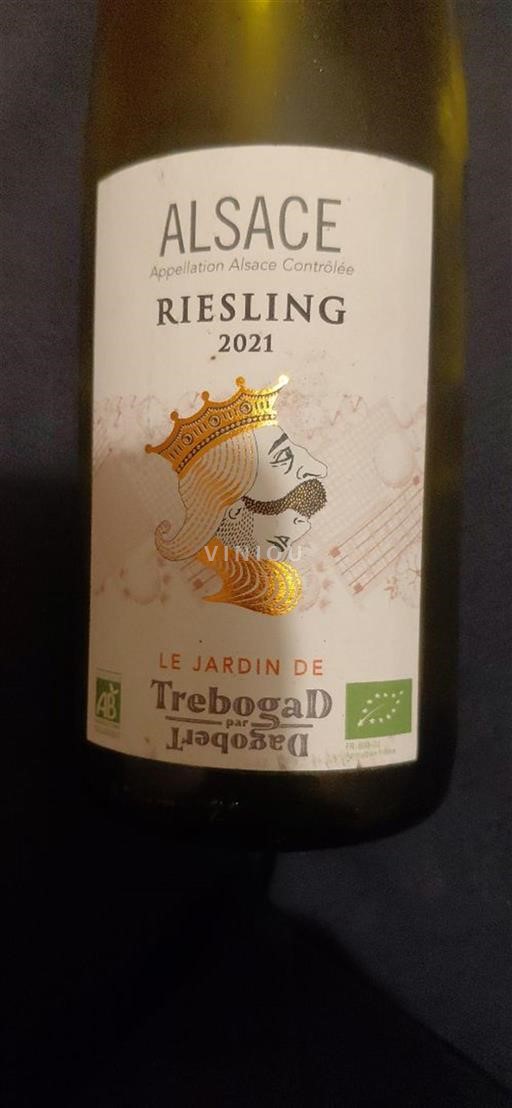 ALSACE
Appellation Alsace Contrôlée
RIESLING
2021
VINIOU
LE JARDIN DE
TrebogaD
par
DagoberT
AB